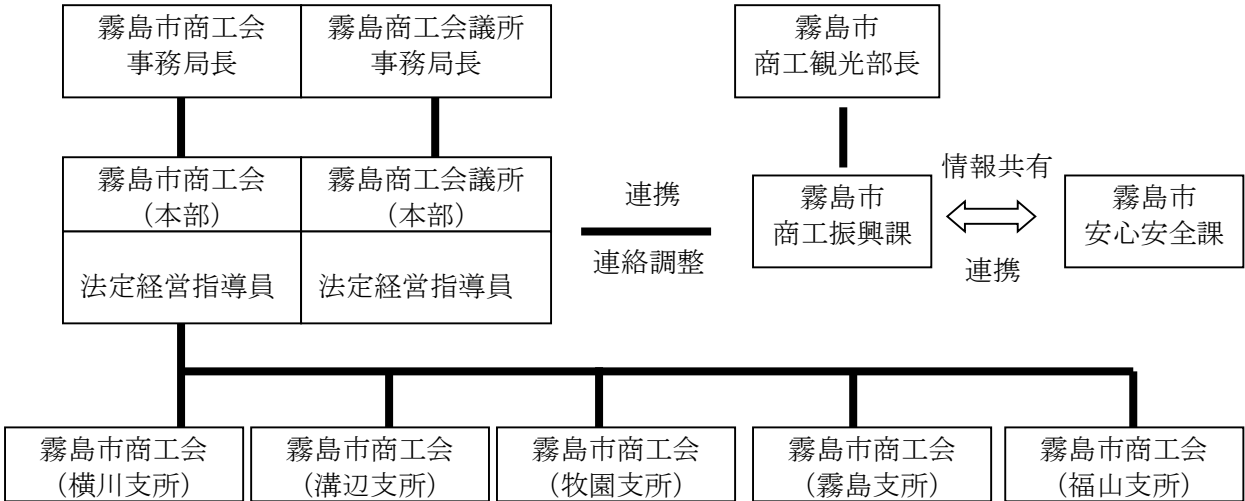 霧島市商工会
事務局長
霧島商工会議所
事務局長
霧島市
商工観光部長
霧島市商工会
（本部）
霧島商工会議所
（本部）
法定経営指導員
法定経営指導員
連携
連絡調整
霧島市
商工振興課
情報共有
連携
霧島市
安心安全課
霧島市商工会
（横川支所）
霧島市商工会
（溝辺支所）
霧島市商工会
（牧園支所）
霧島市商工会
（霧島支所）
霧島市商工会
（福山支所）